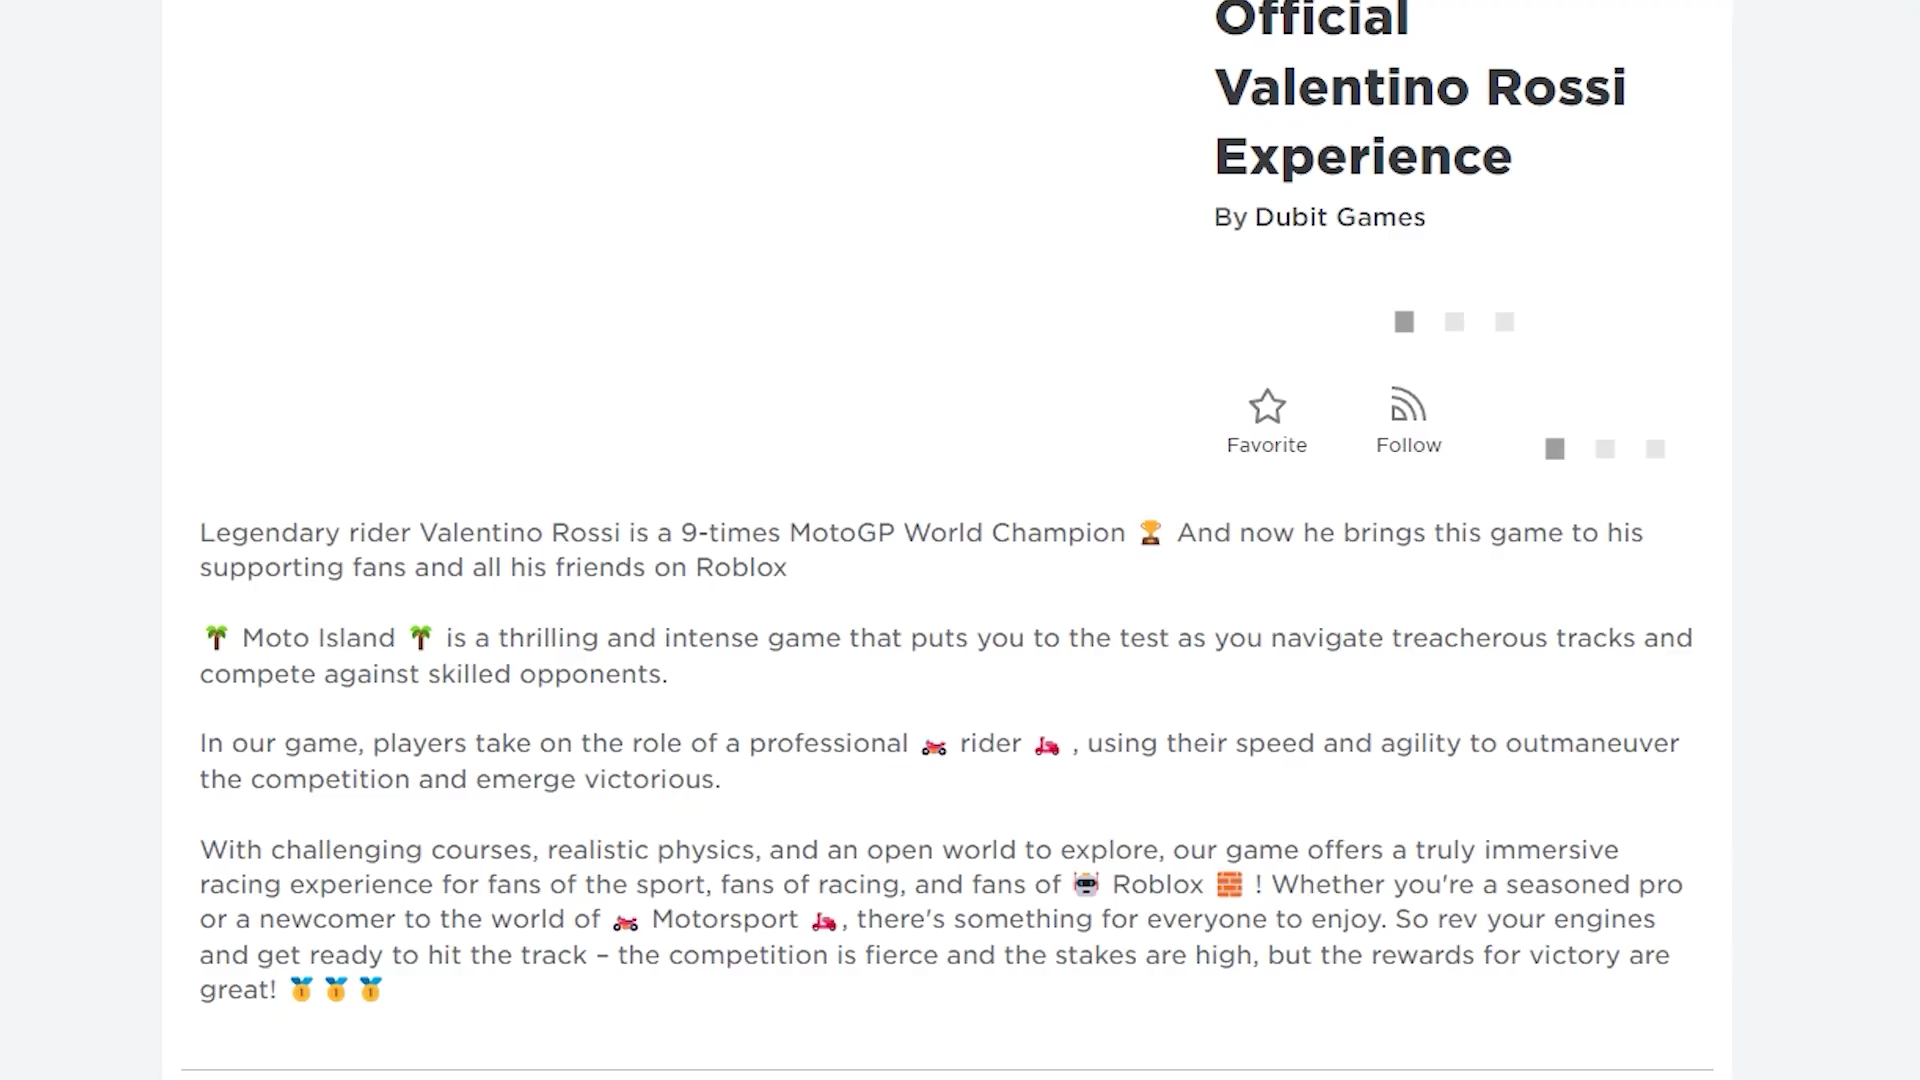 Official
Valentino Rossi
Experience
By Dubit Games
Favorite
Follow
Legendary rider Valentino Rossi is a 9-times MotoGP World Champion 🏆 And now he brings this game to his
supporting fans and all his friends on Roblox
🌴 Moto Island 🌴 is a thrilling and intense game that puts you to the test as you navigate treacherous tracks and
compete against skilled opponents.
In our game, players take on the role of a professional 🏍 rider 🛵 , using their speed and agility to outmaneuver
the competition and emerge victorious.
With challenging courses, realistic physics, and an open world to explore, our game offers a truly immersive
racing experience for fans of the sport, fans of racing, and fans of 🤖 Roblox 🧱 ! Whether you're a seasoned pro
or a newcomer to the world of 🏍 Motorsport 🛵, there's something for everyone to enjoy. So rev your engines
and get ready to hit the track – the competition is fierce and the stakes are high, but the rewards for victory are
great! 🥇 🥇 🥇